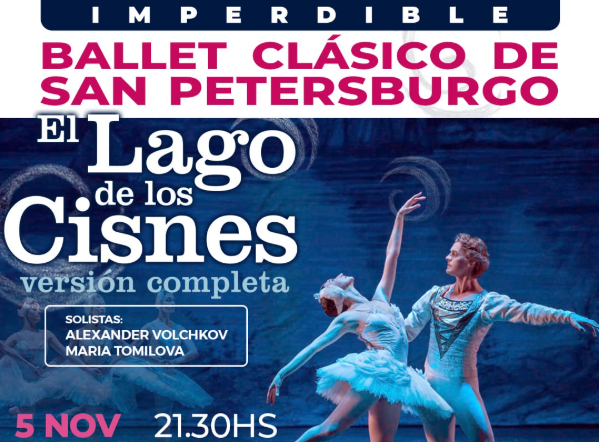 IMPERDIBLE
BALLET CLÁSICO DE
SAN PETERSBURGO
El Lago
de los
Cisnes
versión completa
SOLISTAS:
ALEXANDER VOLCHKOV
MARIA TOMILOVA
5 NOV 21.30HS